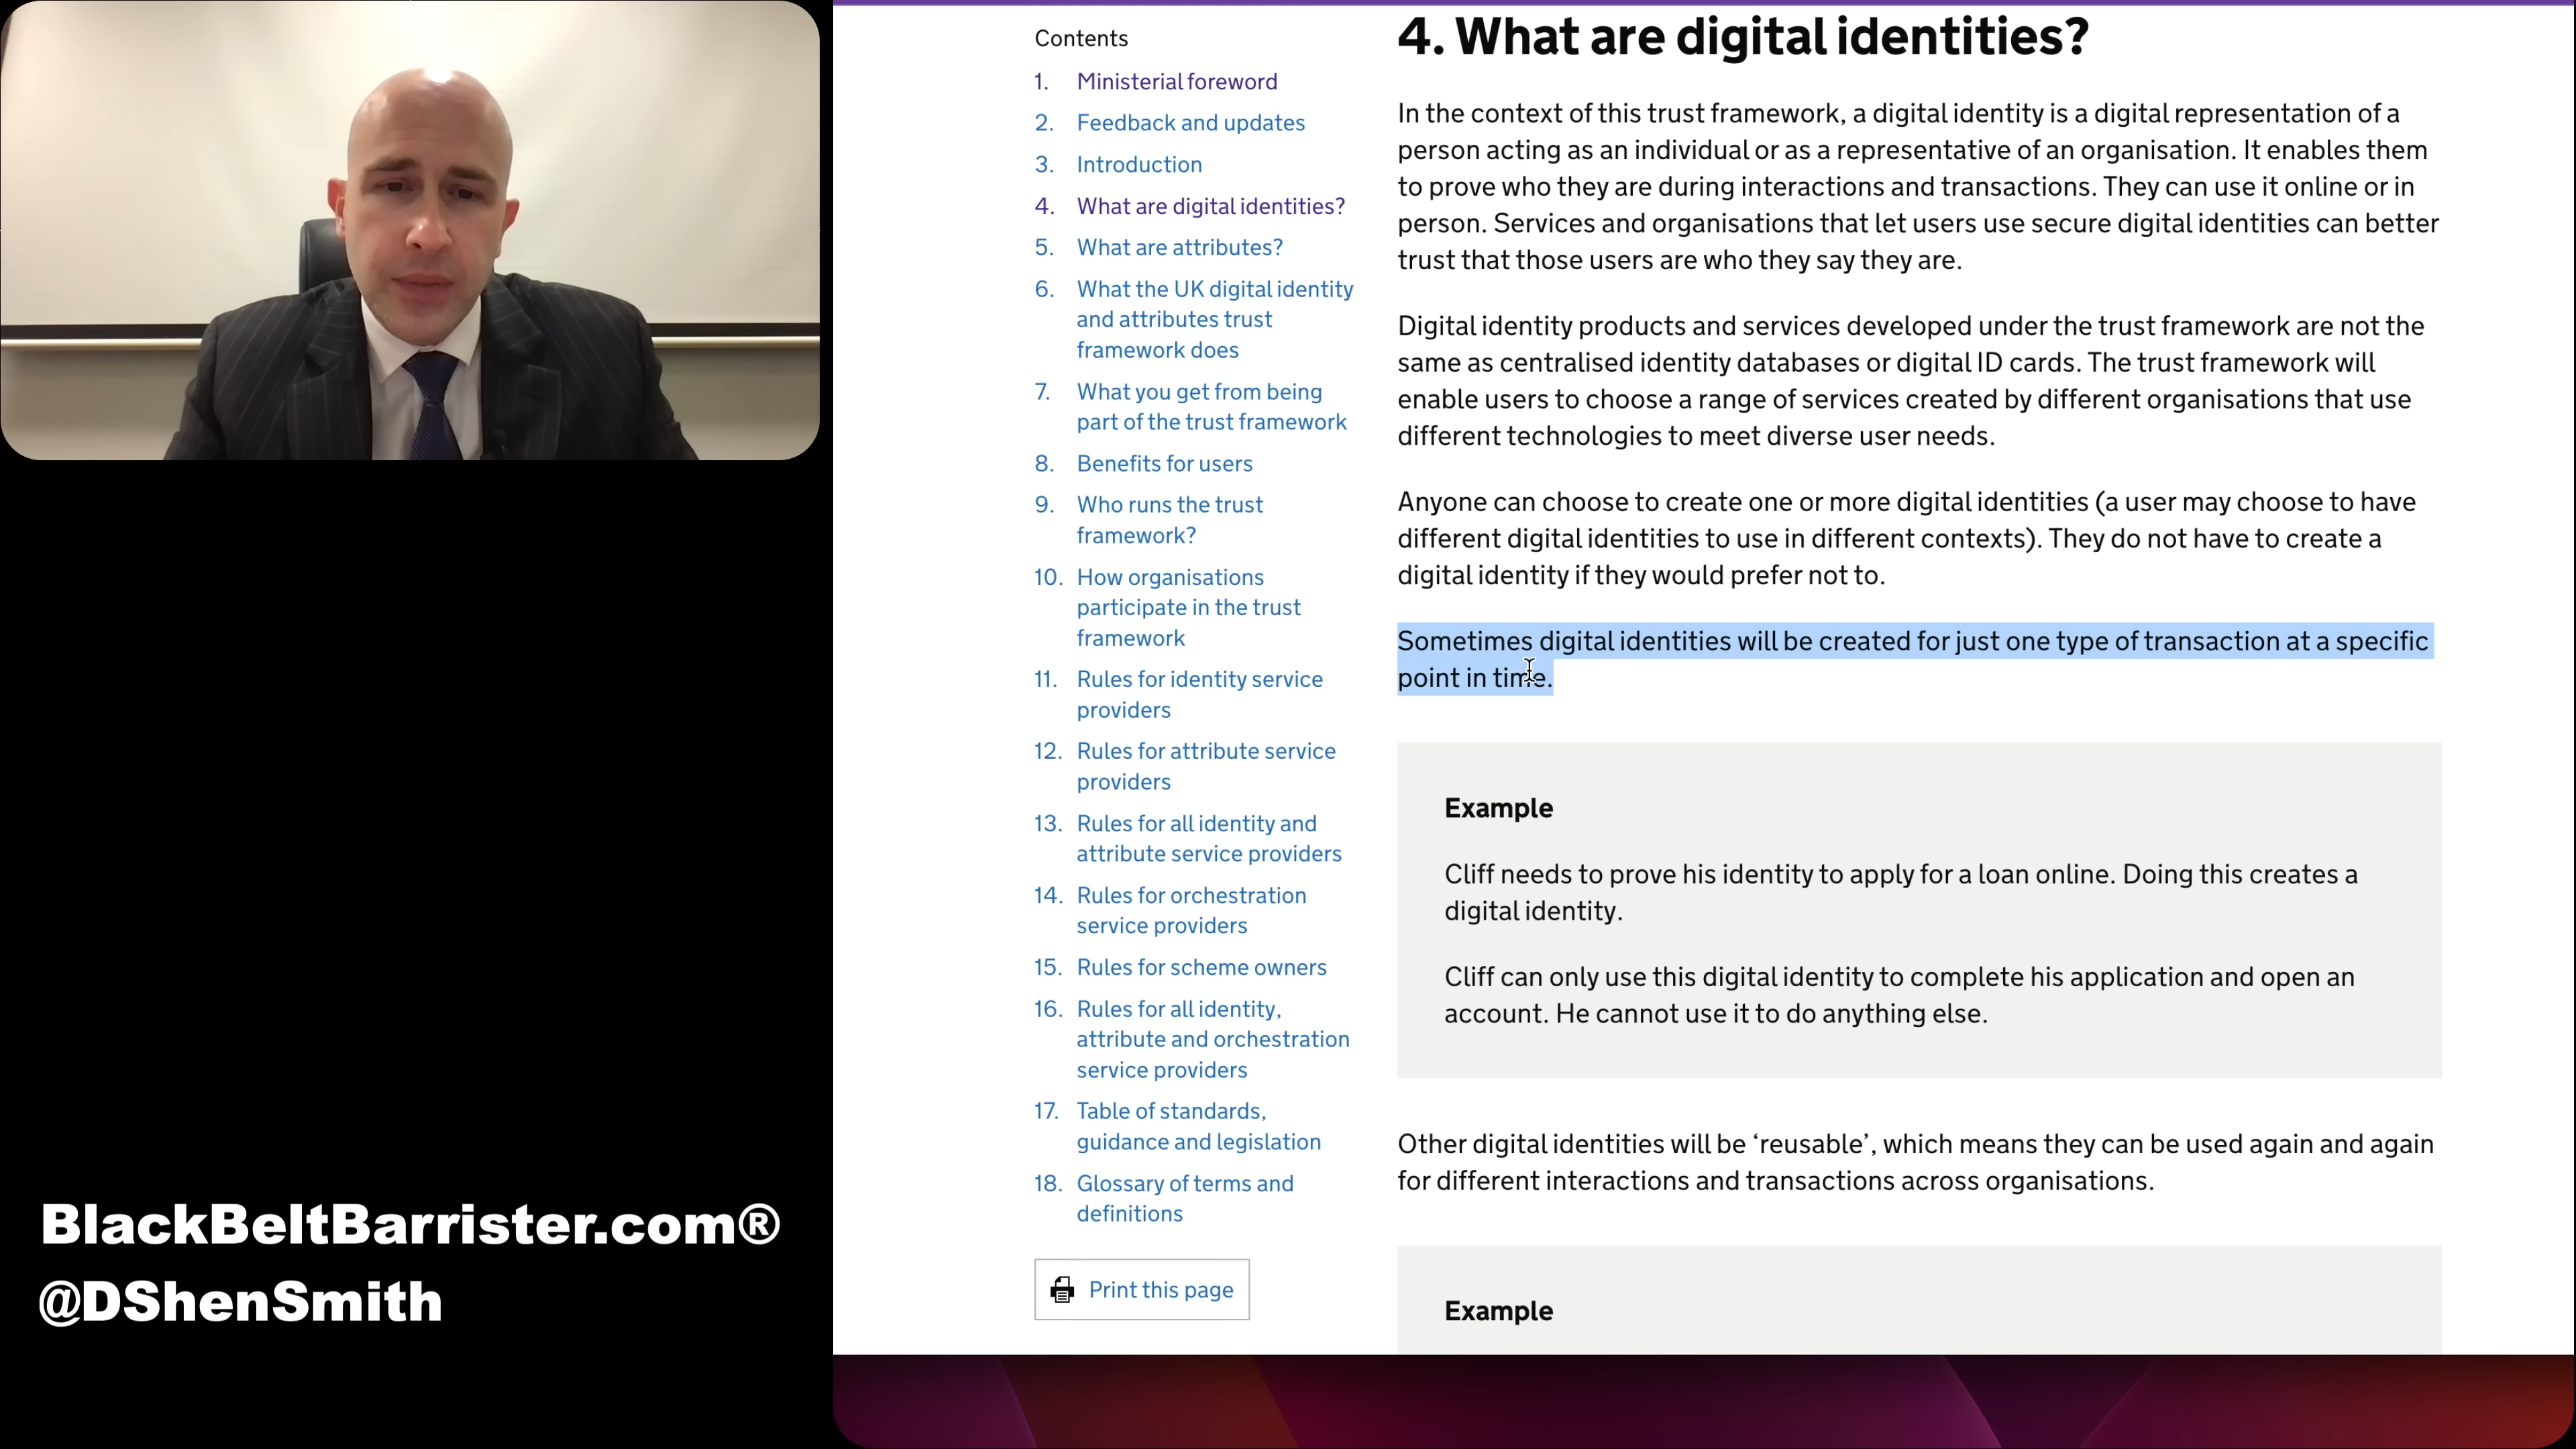 Contents
1. Ministerial foreword
2. Feedback and updates
3. Introduction
4. What are digital identities?
5. What are attributes?
6. What the UK digital identity
and attributes trust
framework does
7. What you get from being
part of the trust framework
8. Benefits for users
9. Who runs the trust
framework?
10. How organisations
participate in the trust
framework
11. Rules for identity service
providers
12. Rules for attribute service
providers
13. Rules for all identity and
attribute service providers
14. Rules for orchestration
service providers
15. Rules for scheme owners
16. Rules for all identity,
attribute and orchestration
service providers
17. Table of standards,
guidance and legislation
18. Glossary of terms and
definitions
Print this page
4. What are digital identities?
In the context of this trust framework, a digital identity is a digital representation of a
person acting as an individual or as a representative of an organisation. It enables them
to prove who they are during interactions and transactions. They can use it online or in
person. Services and organisations that let users use secure digital identities can better
trust that those users are who they say they are.
Digital identity products and services developed under the trust framework are not the
same as centralised identity databases or digital ID cards. The trust framework will
enable users to choose a range of services created by different organisations that use
different technologies to meet diverse user needs.
Anyone can choose to create one or more digital identities (a user may choose to have
different digital identities to use in different contexts). They do not have to create a
digital identity if they would prefer not to.
Sometimes digital identities will be created for just one type of transaction at a specific
point in time.
Example
Cliff needs to prove his identity to apply for a loan online. Doing this creates a
digital identity.
Cliff can only use this digital identity to complete his application and open an
account. He cannot use it to do anything else.
Other digital identities will be ‘reusable’, which means they can be used again and again
for different interactions and transactions across organisations.
Example
BlackBeltBarrister.com®
@DShenSmith